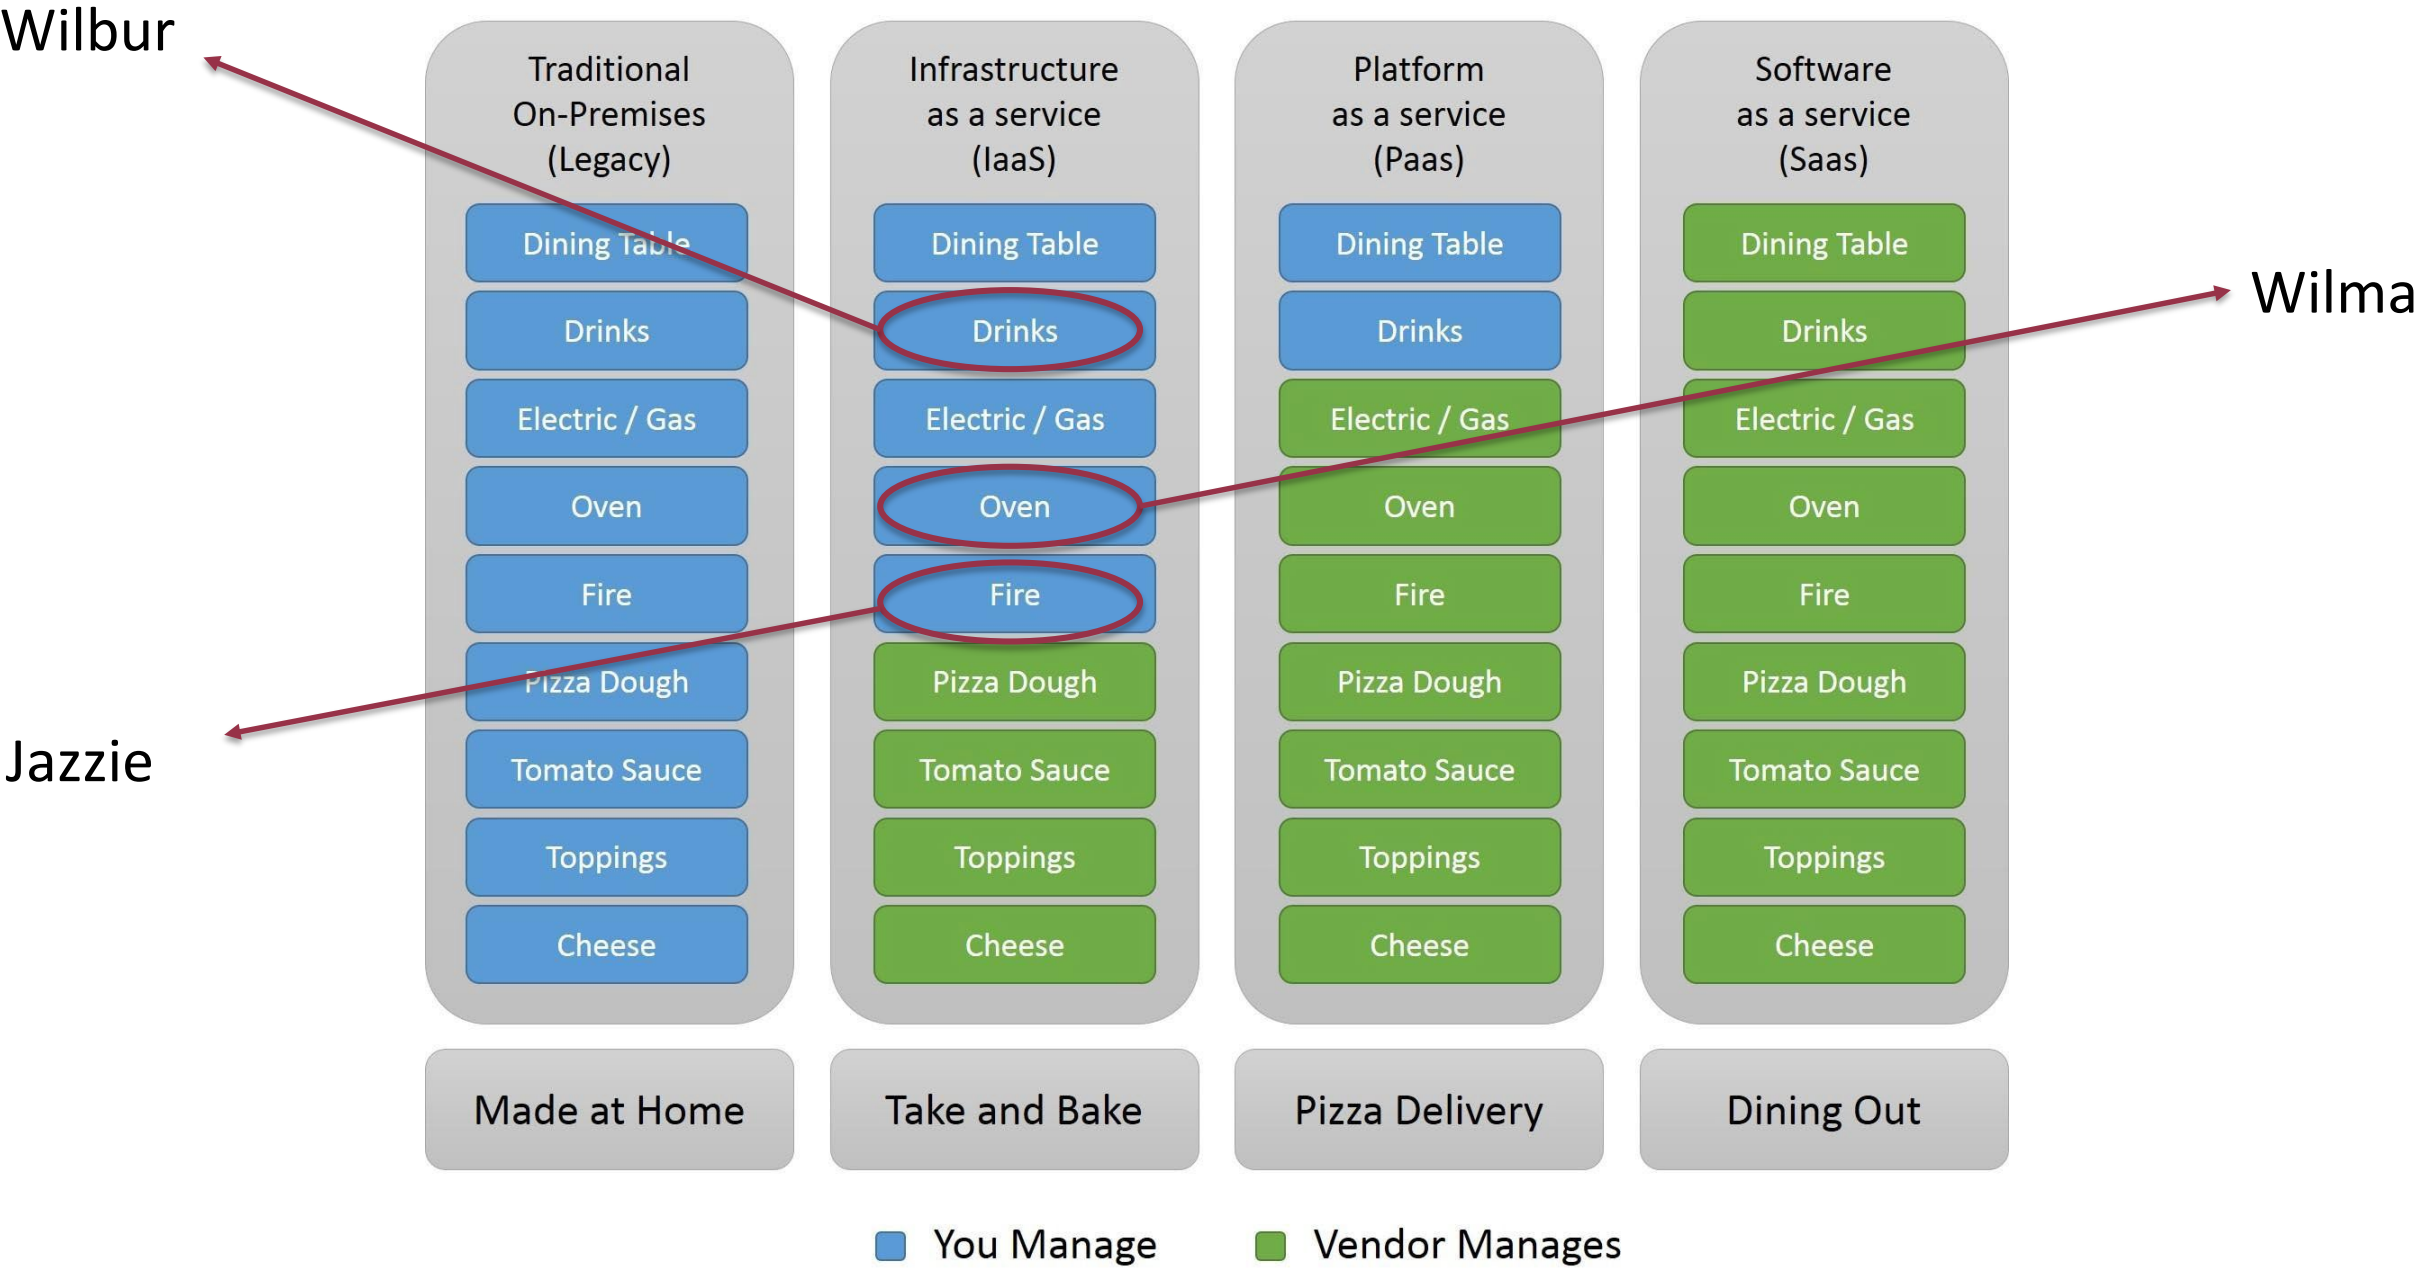 Wilbur
Traditional
On-Premises
(Legacy)
Dining Table
Drinks
Electric / Gas
Oven
Fire
Pizza Dough
Tomato Sauce
Toppings
Cheese
Made at Home
Infrastructure
as a service
(IaaS)
Dining Table
Drinks
Electric / Gas
Oven
Fire
Pizza Dough
Tomato Sauce
Toppings
Cheese
Take and Bake
Platform
as a service
(Paas)
Dining Table
Drinks
Electric / Gas
Oven
Fire
Pizza Dough
Tomato Sauce
Toppings
Cheese
Pizza Delivery
Software
as a service
(Saas)
Dining Table
Drinks
Electric / Gas
Oven
Fire
Pizza Dough
Tomato Sauce
Toppings
Cheese
Dining Out
Wilma
Jazzie
You Manage
Vendor Manages